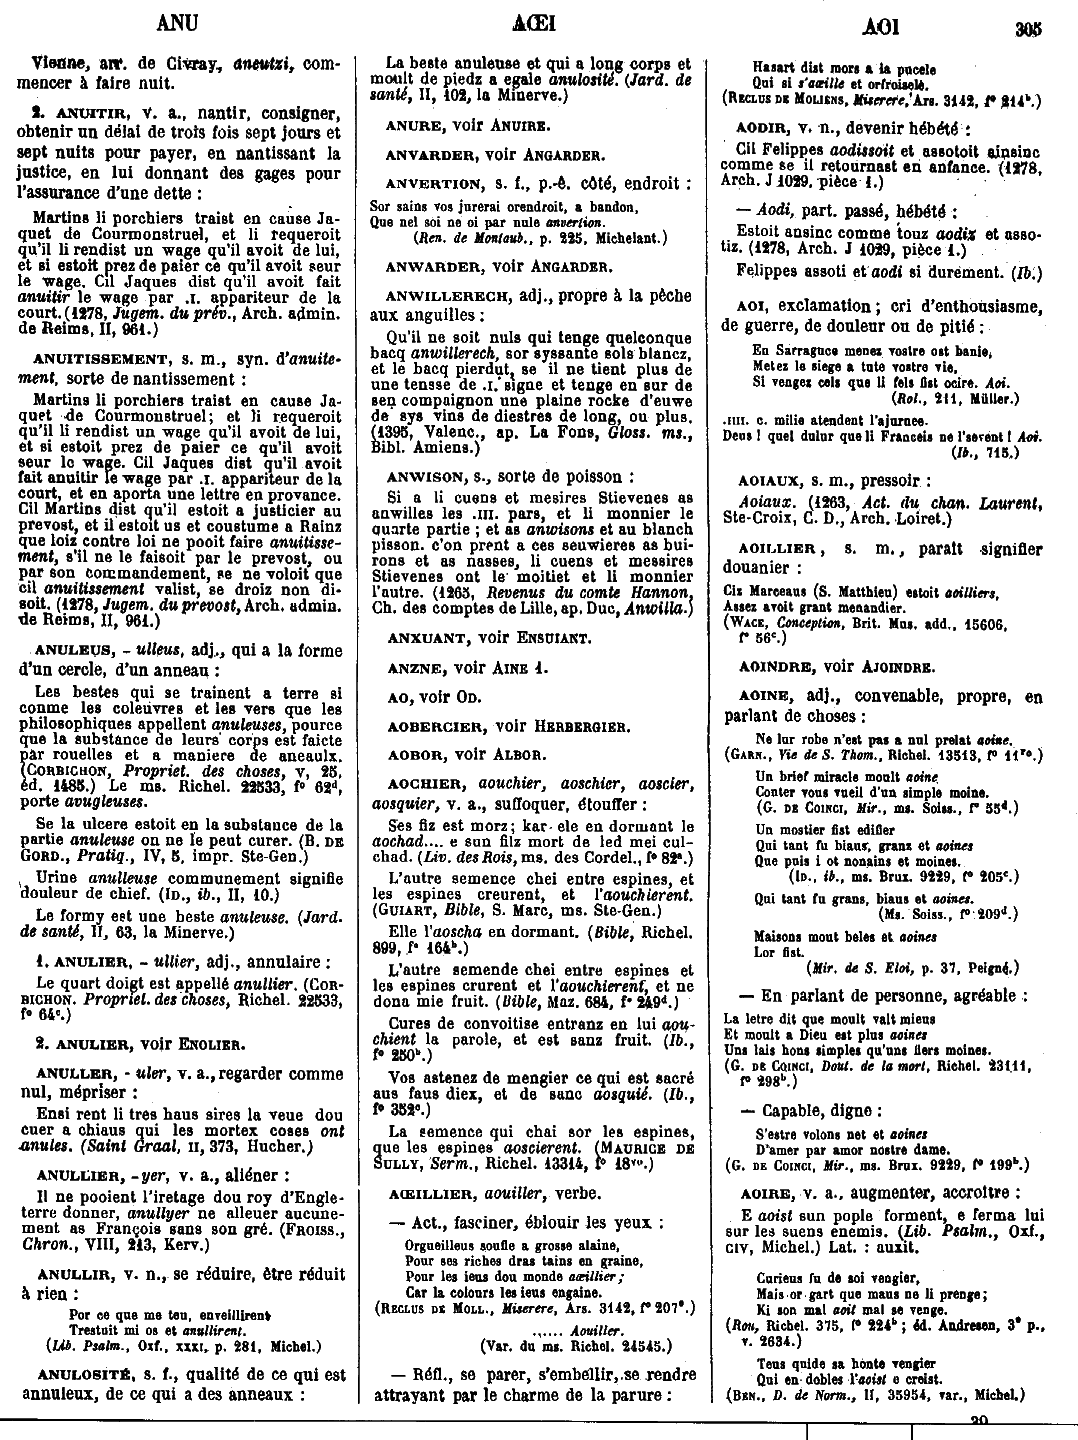 ANU
AŒI
AOI
305
Vienne, arr. de Civray, aneutzi, com-
mencer à faire nuit.
2. ANUITIR, v. a., nantir, consigner,
obtenir un délai de trois fois sept jours et
sept nuits pour payer, en nantissant la
justice, en lui donnant des gages pour
l'assurance d'une dette :
Martins li porchiers traist en cause Ja-
quet de Courmonstruel, et li requeroit
qu'il li rendist un wage qu'il avoit de lui,
et si estoit prez de paier ce qu'il avoit seur
le wage. Cil Jaques dist qu'il avoit fait
anuitir le wage par .I. appariteur de la
court. (1278, Jugem. du prév., Arch. admin.
de Reims, II, 961.)
ANUITISSEMENT, s. m., syn. d'anuite-
ment, sorte de nantissement :
Martins li porchiers traist en cause Ja-
quet de Courmonstruel; et li requeroit
qu'il li rendist un wage qu'il avoit de lui,
et si estoit prez de paier ce qu'il avoit
seur lo wage. Cil Jaques dist qu'il avoit
fait anuitir le wage par .I. appariteur de la
court, et en aporta une lettre en provance.
Cil Martins dist qu'il estoit a justicier au
prevost, et il estoit us et coustume a Rainz
que loiz contre loi ne pooit faire anuitisse-
ment, s'il ne le faisoit par le prevost, ou
par son commandement, se ne voloit que
cil anuitissement valist, se droiz non di-
soit. (1278, Jugem. du prevost, Arch. admin.
de Reims, II, 961.)
ANULEUS, - ulleus, adj., qui a la forme
d'un cercle, d'un anneau :
Les bestes qui se trainent a terre si
comme les coleuvres et les vers que les
philosophiques appellent anuleuses, pource
que la substance de leurs corps est faicte
par rouelles et a maniere de aneaulx.
(CORBICHON, Propriet. des choses, V, 25,
éd. 1485.) Le ms. Richel. 22533, f° 62d,
porte avugleuses.
Se la ulcere estoit en la substance de la
partie anuleuse on ne le peut curer. (B. DE
GORD., Pratiq., IV, 5, impr. Ste-Gen.)
Urine anulleuse communement signifie
douleur de chief. (ID., ib., II, 10.)
Le formy est une beste anuleuse. (Jard.
de santé, II, 63, la Minerve.)
1. ANULIER, - ullier, adj., annulaire :
Le quart doigt est appellé anullier. (COR-
BICHON. Propriet. des choses, Richel. 22533,
f° 64c.)
2. ANULIER, voir ENOLIER.
ANULLER, - uler, v. a., regarder comme
nul, mépriser :
Ensi rent li tres haus sires la veue dou
cuer a chiaus qui les mortex coses ont
anules. (Saint Graal, II, 373, Hucher.)
ANULLIER, -yer, v. a., aliéner :
Il ne pooient l'iretage dou roy d'Engle-
terre donner, anullyer ne alleuer aucune-
ment as François sans son gré. (FROISS.,
Chron., VIII, 213, Kerv.)
ANULLIR, v. n., se réduire, être réduit
à rien :
Por ce que me teu, enveillirent
Trestuit mi os et anullirent.
(Lib. Psalm., Oxf., XXXI, p. 281, Michel.)
ANULOSITÉ, s. f., qualité de ce qui est
annuleux, de ce qui a des anneaux :
La beste anuleuse et qui a long corps et
moult de piedz a egale anulosité. (Jard. de
santé, II, 102, la Minerve.)
ANURE, voir ANUIRE.
ANVARDER, voir ANGARDER.
ANVERTION, s. f., p.-ê. côté, endroit :
Sor sains vos jurerai orendroit, a bandon,
Que nel soi ne oi par nule anvertion.
(Ren. de Montaub., p. 225, Michelant.)
ANWARDER, voir ANGARDER.
ANWILLERECH, adj., propre à la pêche
aux anguilles :
Qu'il ne soit nuls qui tenge quelconque
bacq anwillerech, sor syssante sols blancz,
et le bacq pierdut, se il ne tient plus de
une tensse de .I. signe et tenge en sur de
sen compaignon une plaine rocke d'euwe
de sys vins de diestres de long, ou plus.
(1395, Valenc., ap. La Fons, Gloss. ms.,
Bibl. Amiens.)
ANWISON, s., sorte de poisson :
Si a li cuens et mesires Stievenes as
anwilles les .III. pars, et li monnier le
quarte partie ; et as anwisons et au blanch
pisson. c'on prent a ces seuwieres as bui-
rons et as nasses, li cuens et messires
Stievenes ont le moitiet et li monnier
l'autre. (1265, Revenus du comte Hannon,
Ch. des comptes de Lille, ap. Duc, Anwilla.)
ANXUANT, voir ENSUIANT.
ANZNE, voir AINE 1.
AO, voir OD.
AOBERCIER, voir HERBERGIER.
AOBOR, voir ALBOR.
AOCHIER, aouchier, aoschier, aoscier,
aosquier, v. a., suffoquer, étouffer :
Ses fiz est morz; kar ele en dormant le
aochad.... e sun filz mort de led mei cul-
chad. (Liv. des Rois, ms. des Cordel., f° 82a.)
L'autre semence chei entre espines, et
les espines creurent, et l'aouchierent.
(GUIART, Bible, S. Marc, ms. Ste-Gen.)
Elle l'aoscha en dormant. (Bible, Richel.
899, f° 164b.)
L'autre semende chei entre espines et
les espines crurent et l'aouchierent, et ne
dona mie fruit. (Bible, Maz. 684, f° 249d.)
Cures de convoitise entranz en lui aou-
chient la parole, et est sanz fruit. (Ib.,
f° 250b.)
Vos astenez de mengier ce qui est sacré
aus faus diex, et de sanc aosquié. (Ib.,
f° 352c.)
La semence qui chai sor les espines,
que les espines aoscierent. (MAURICE DE
SULLY, Serm., Richel. 13314, f° 18vo.)
AŒILLIER, aouiller, verbe.
— Act., fasciner, éblouir les yeux :
Orgueilleus soufle a grosse alaine,
Pour ses riches dras tains en graine,
Pour les ieus dou monde aœillier;
Car la colours les ieus engaine.
(RECLUS DE MOLL., Miserere, Ars. 3142, f° 207e.)
...... Aouiller.
(Var. du ms. Richel. 24545.)
— Réfl., se parer, s'embellir, se rendre
attrayant par le charme de la parure :
Hasart dist mors a la pucele
Qui si s'aœille et orfroiselé.
(RECLUS DE MOLIENS, Miserere, Ars. 3142, f° 214b.)
AODIR, v. n., devenir hébété :
Cil Felippes aodissoit et assotoit ainsinc
comme se il retournast en anfance. (1278,
Arch. J 1029, pièce 1.)
— Aodi, part. passé, hébété :
Estoit ansinc comme touz aodiz et asso-
tiz. (1278, Arch. J 1029, pièce 1.)
Felippes assoti et aodi si durement. (Ib.)
AOI, exclamation ; cri d'enthousiasme,
de guerre, de douleur ou de pitié :
En Sarraguce menez vostre ost banie,
Metez le siege a tute vostre vie,
Si vengez cels que li fels fist ocire. Aoi.
(Rol., 211, Müller.)
.IIII. c. milie atendent l'ajurnee.
Deus ! quel dulur que li Franceis ne l'sevent ! Aoi.
(Ib., 715.)
AOIAUX, s. m., pressoir :
Aoiaux. (1263, Act. du chan. Laurent,
Ste-Croix, C. D., Arch. Loiret.)
AOILLIER, s. m., paraît signifier
douanier :
Ciz Marceaus (S. Matthieu) estoit aoilliers,
Assez avoit grant menandier.
(WACE, Conception, Brit. Mus. add., 15606,
f° 56c.)
AOINDRE, voir AJOINDRE.
AOINE, adj., convenable, propre, en
parlant de choses :
Ne lur robe n'est pas a nul prelat aoine.
(GARN., Vie de S. Thom., Richel. 13513, f° 11ro.)
Un brief miracle moult aoine
Conter vous vueil d'un simple moine.
(G. DE COINCI, Mir., ms. Soiss., f° 55d.)
Un mostier fist edifier
Qui tant fu biaus, granz et aoines
Que puis i ot nonains et moines.
(ID., ib., ms. Brux. 9229, f° 205c.)
Qui tant fu grans, biaus et aoines.
(Ms. Soiss., f° 209d.)
Maisons mout beles et aoines
Lor fist.
(Mir. de S. Eloi, p. 37, Peigné.)
— En parlant de personne, agréable :
La letre dit que moult valt mieus
Et moult a Dieu est plus aoines
Uns lais hons simples qu'uns fiers moines.
(G. DE COINCI, Dout. de la mort, Richel. 23111,
f° 298b.)
— Capable, digne :
S'estre volons net et aoines
D'amer par amor nostre dame.
(G. DE COINCI, Mir., ms. Brux. 9229, f° 199b.)
AOIRE, v. a., augmenter, accroître :
E aoist sun pople forment, e ferma lui
sur les suens enemis. (Lib. Psalm., Oxf.,
CIV, Michel.) Lat. : auxit.
Curieus fu de soi vengier,
Mais or gart que maus ne li prenge;
Ki son mal aoit mal se venge.
(Rou, Richel. 375, f° 224b ; éd. Andresen, 3e p.,
v. 2634.)
Tens quide sa honte vengier
Qui en dobles l'aoist e creist.
(BEN., D. de Norm., II, 35954, var., Michel.)